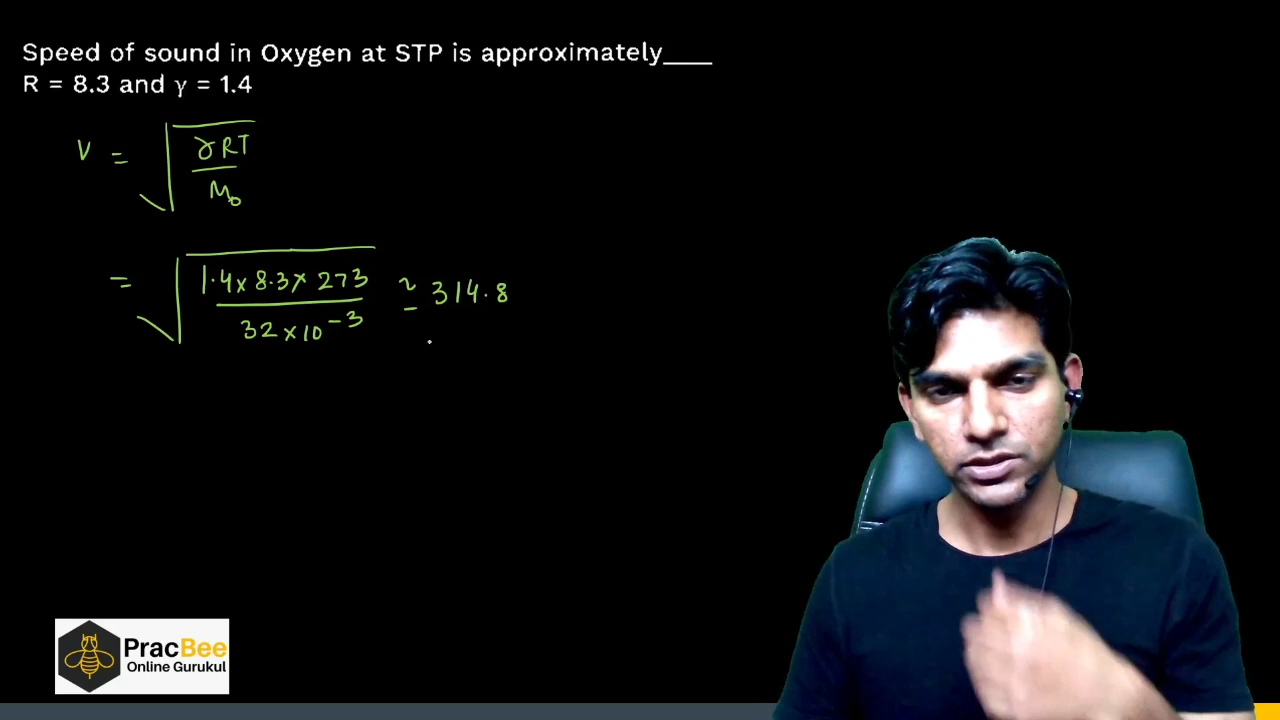 Speed of sound in Oxygen at STP is approximately____
R = 8.3 and γ = 1.4
V = √(γRT / M₀)
= √(1.4 × 8.3 × 273 / 32 × 10⁻³) ≃ 314.8
PracBee
Online Gurukul